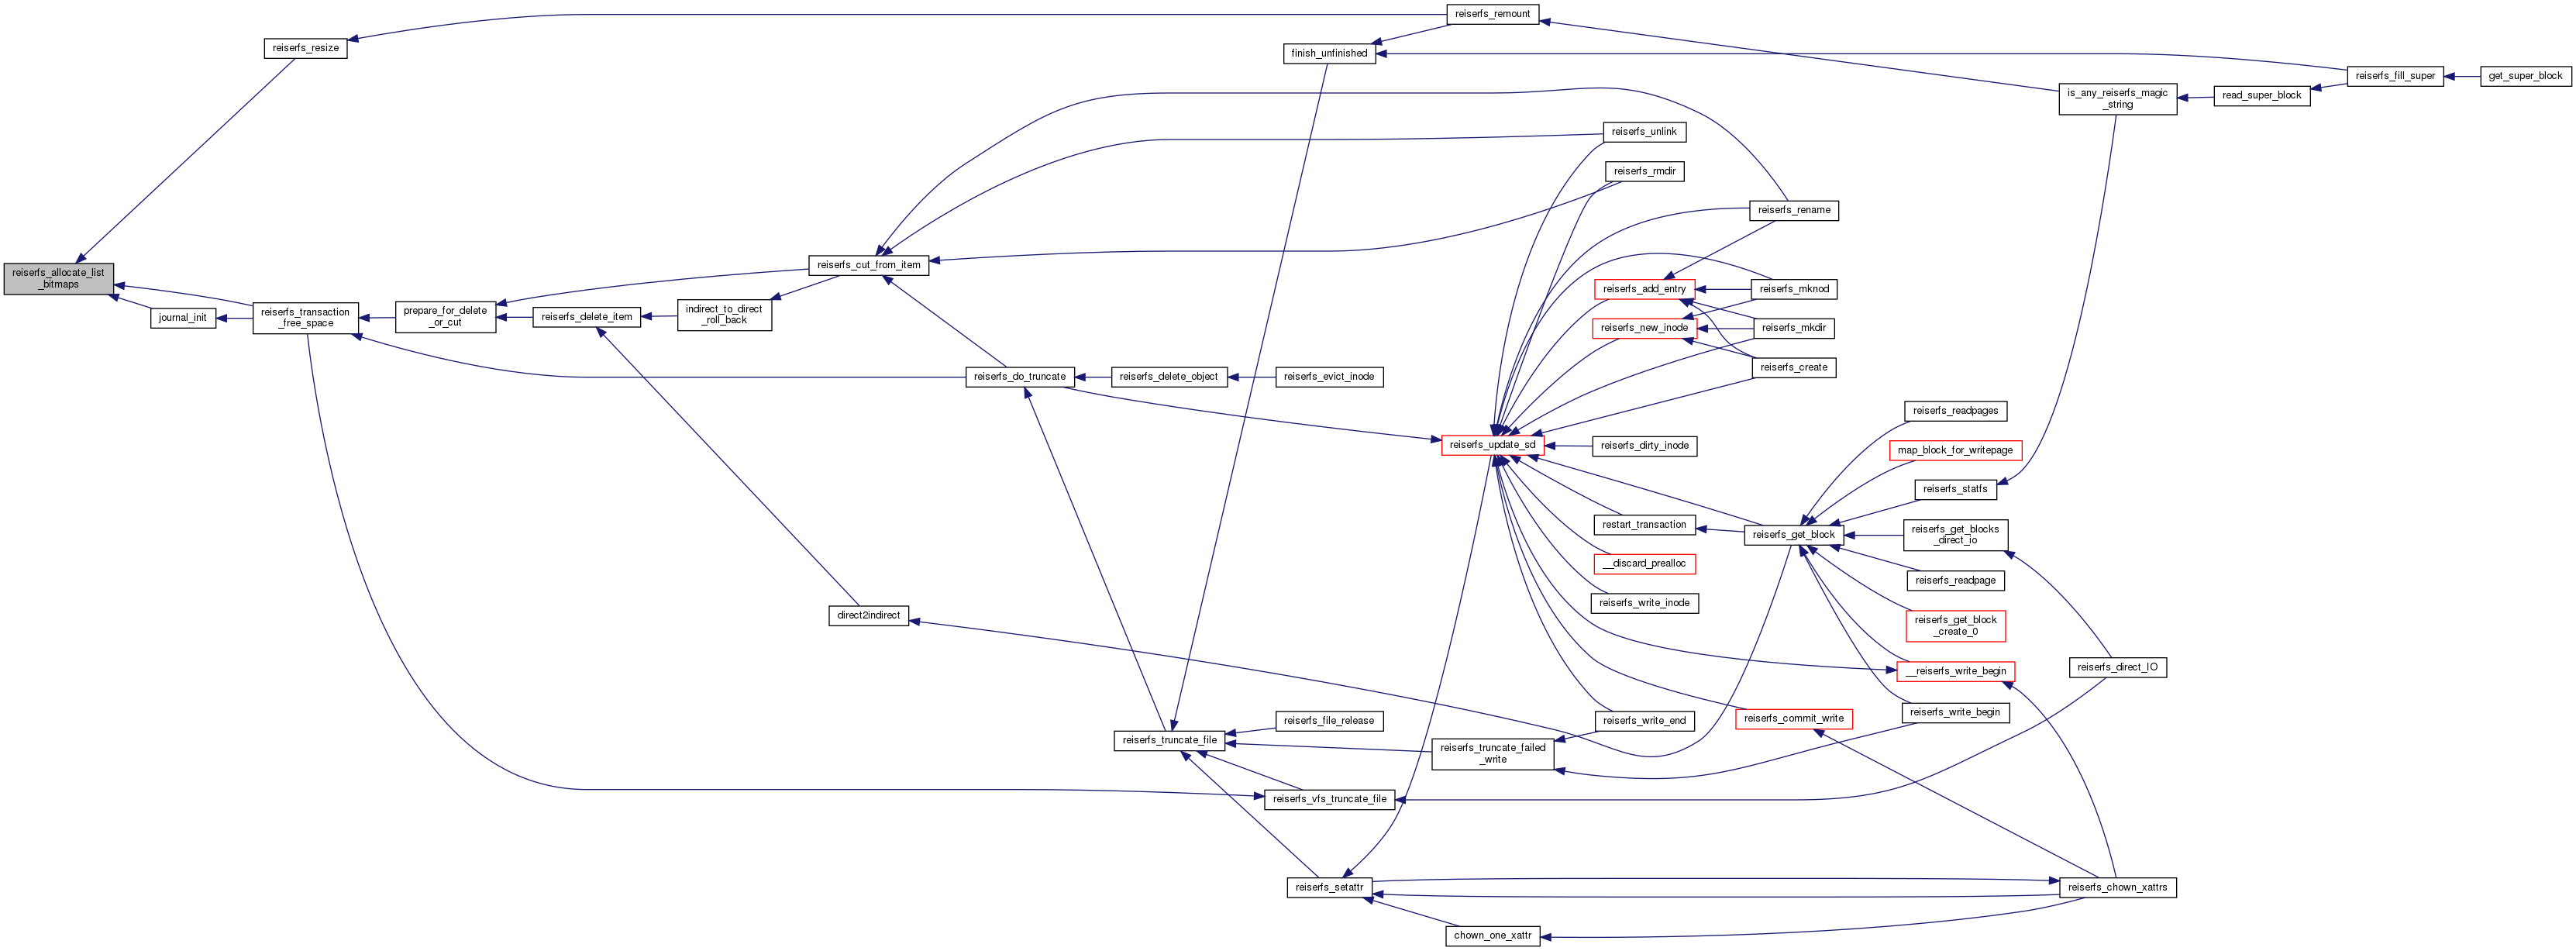 reiserfs_allocate_list
_bitmaps
reiserfs_resize
journal_init
reiserfs_transaction
_free_space
prepare_for_delete
_or_cut
reiserfs_delete_item
indirect_to_direct
_roll_back
reiserfs_cut_from_item
direct2indirect
reiserfs_do_truncate
reiserfs_delete_object
reiserfs_evict_inode
reiserfs_truncate_file
finish_unfinished
reiserfs_remount
reiserfs_file_release
reiserfs_truncate_failed
_write
reiserfs_vfs_truncate_file
reiserfs_setattr
chown_one_xattr
reiserfs_update_sd
reiserfs_unlink
reiserfs_rmdir
reiserfs_rename
reiserfs_add_entry
reiserfs_mknod
reiserfs_new_inode
reiserfs_mkdir
reiserfs_create
reiserfs_dirty_inode
restart_transaction
__discard_prealloc
reiserfs_write_inode
reiserfs_write_end
reiserfs_commit_write
reiserfs_get_block
reiserfs_readpages
map_block_for_writepage
reiserfs_statfs
reiserfs_get_blocks
_direct_io
reiserfs_readpage
reiserfs_get_block
_create_0
__reiserfs_write_begin
reiserfs_write_begin
reiserfs_direct_IO
reiserfs_chown_xattrs
is_any_reiserfs_magic
_string
read_super_block
reiserfs_fill_super
get_super_block